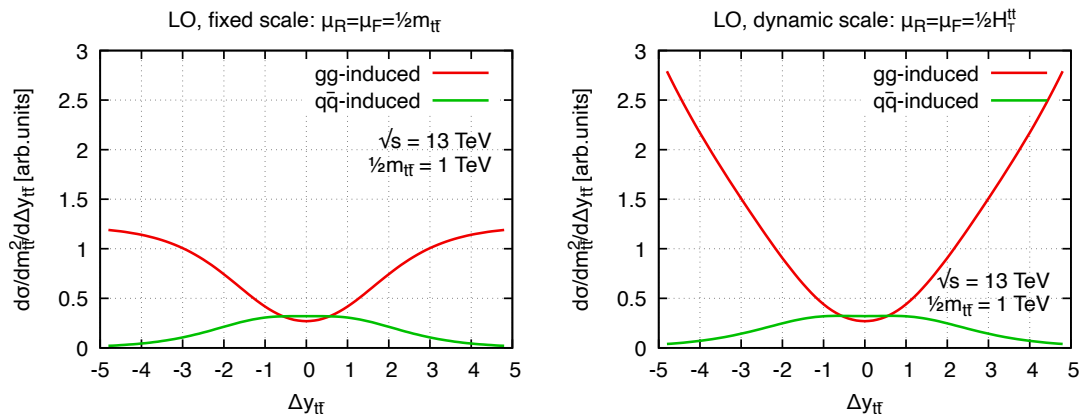 LO, fixed scale: μR=μF=½mtt̄
dσ/dm²tt̄/dΔytt̄ [arb.units]
3
2.5
2
1.5
1
0.5
0
gg-induced
qq̄-induced
√s = 13 TeV
½mtt̄ = 1 TeV
-5 -4 -3 -2 -1 0 1 2 3 4 5
Δytt̄
LO, dynamic scale: μR=μF=½HTtt̄
dσ/dm²tt̄/dΔytt̄ [arb.units]
3
2.5
2
1.5
1
0.5
0
gg-induced
qq̄-induced
√s = 13 TeV
½mtt̄ = 1 TeV
-5 -4 -3 -2 -1 0 1 2 3 4 5
Δytt̄